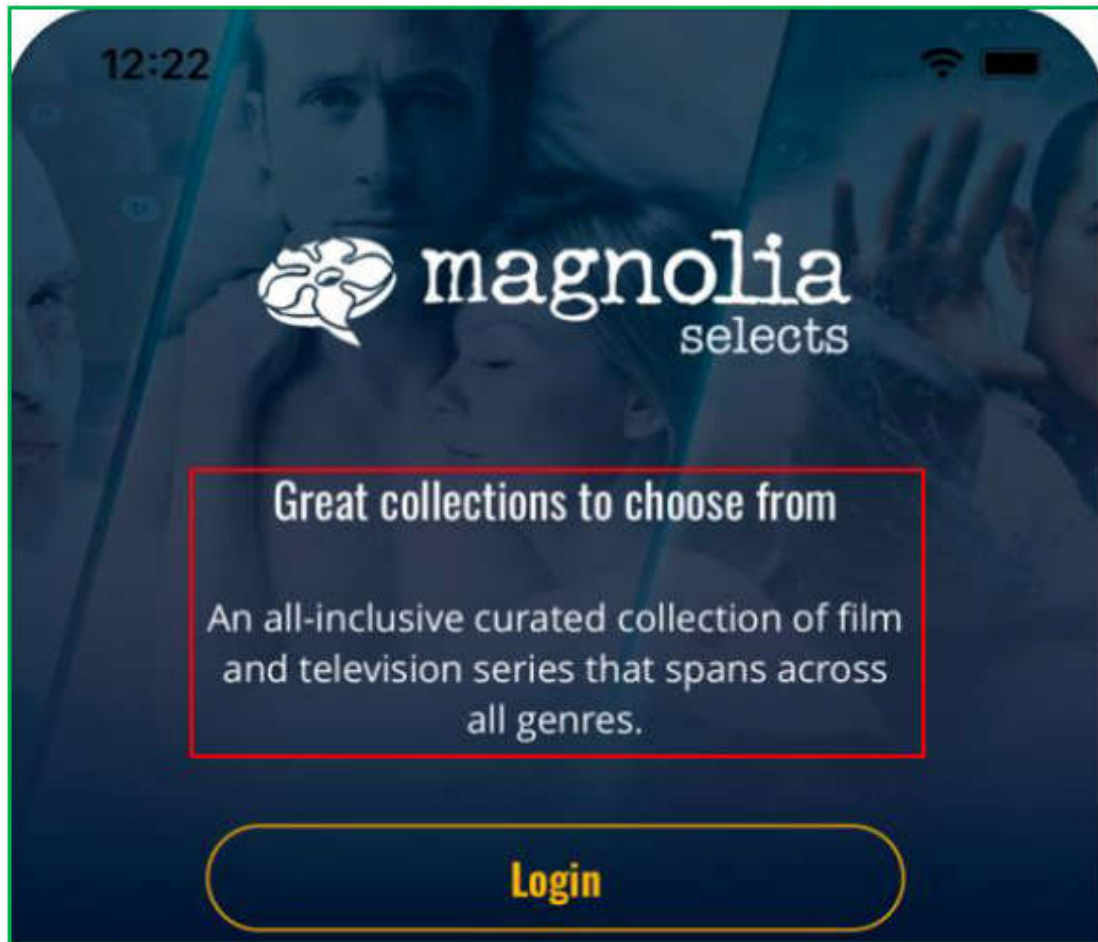 12:22
magnolia
selects
Great collections to choose from
An all-inclusive curated collection of film
and television series that spans across
all genres.
Login